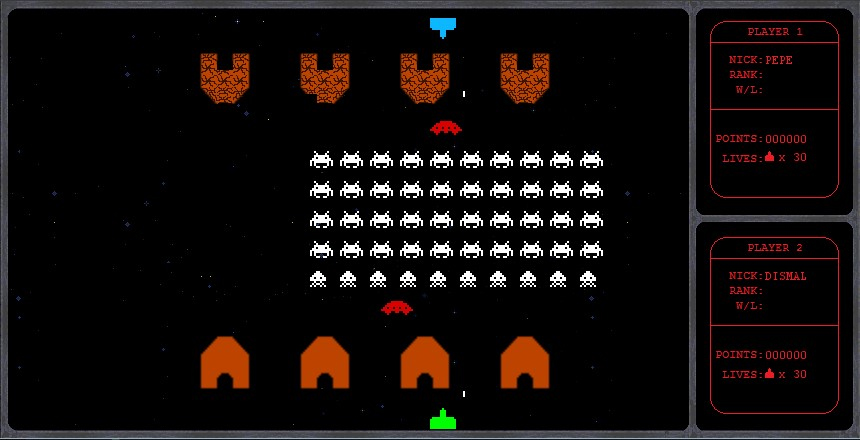 PLAYER 1
NICK:PEPE
RANK:
W/L:
POINTS:000000
LIVES: x 30
PLAYER 2
NICK:DISMAL
RANK:
W/L:
POINTS:000000
LIVES: x 30